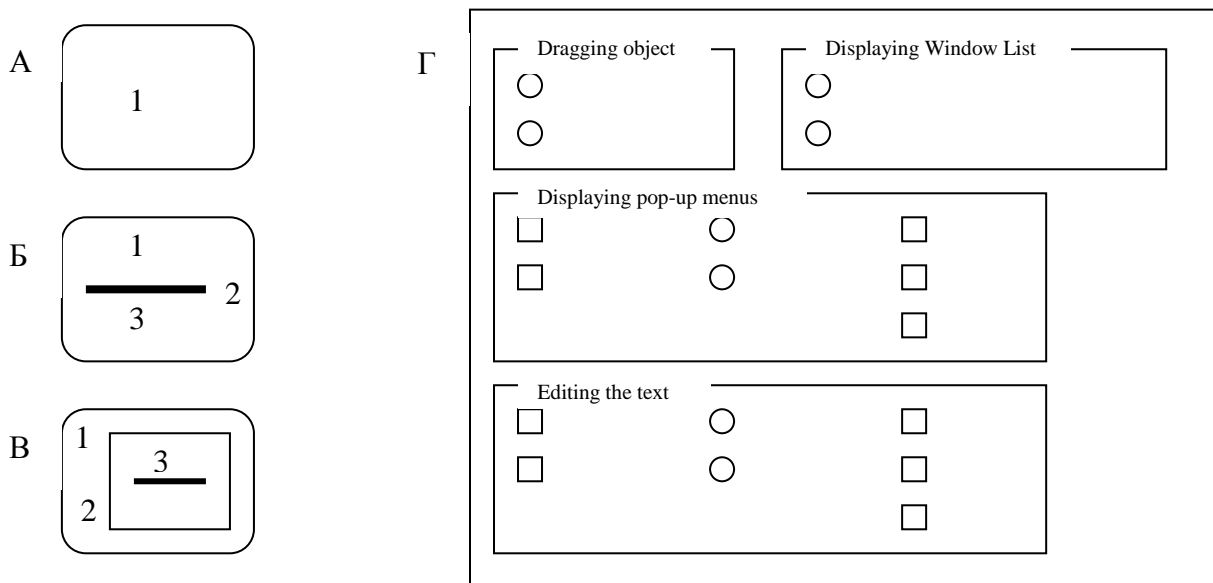 А
1
Б
1
2
3
В
1
3
2
Г
Dragging object
Displaying Window List
Displaying pop-up menus
Editing the text